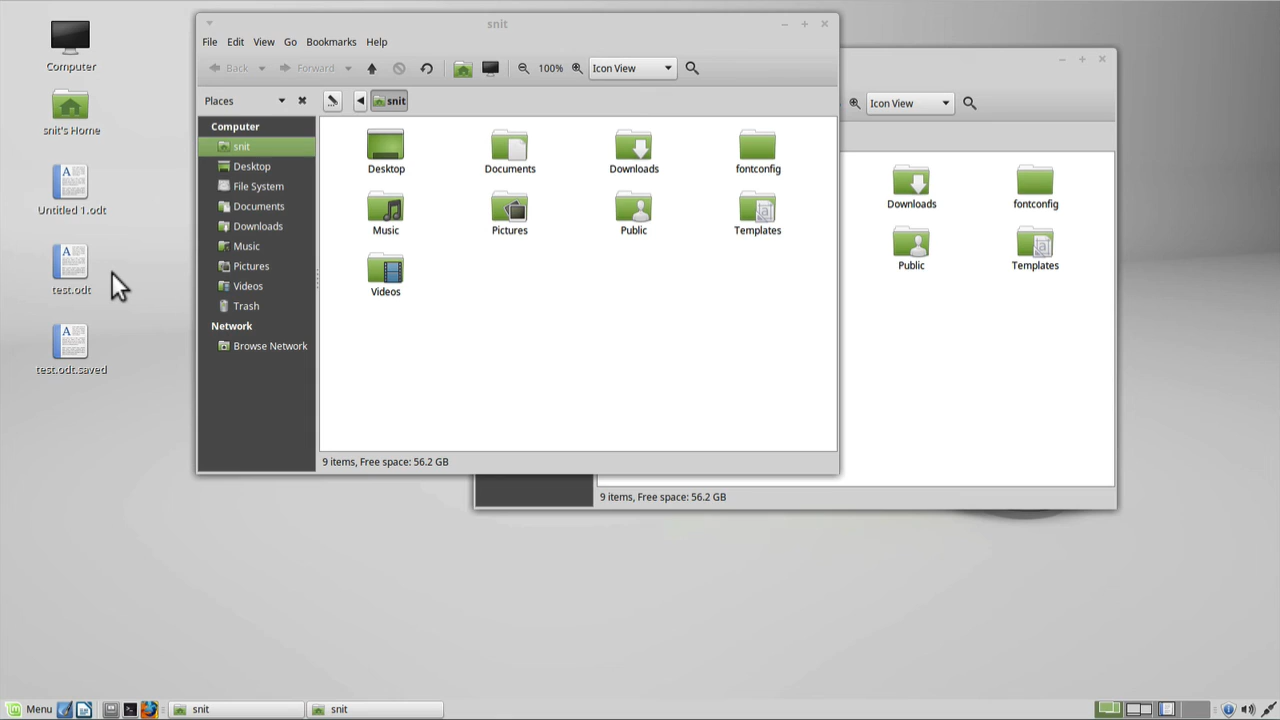 Computer
snit's Home
Untitled 1.odt
test.odt
test.odt.saved
snit
File Edit View Go Bookmarks Help
Back Forward 100% Icon View
Places snit
Computer
snit
Desktop
File System
Documents
Downloads
Music
Pictures
Videos
Trash
Network
Browse Network
Desktop Documents Downloads fontconfig
Music Pictures Public Templates
Videos
9 items, Free space: 56.2 GB
Icon View
Downloads fontconfig
Public Templates
9 items, Free space: 56.2 GB
Menu snit snit